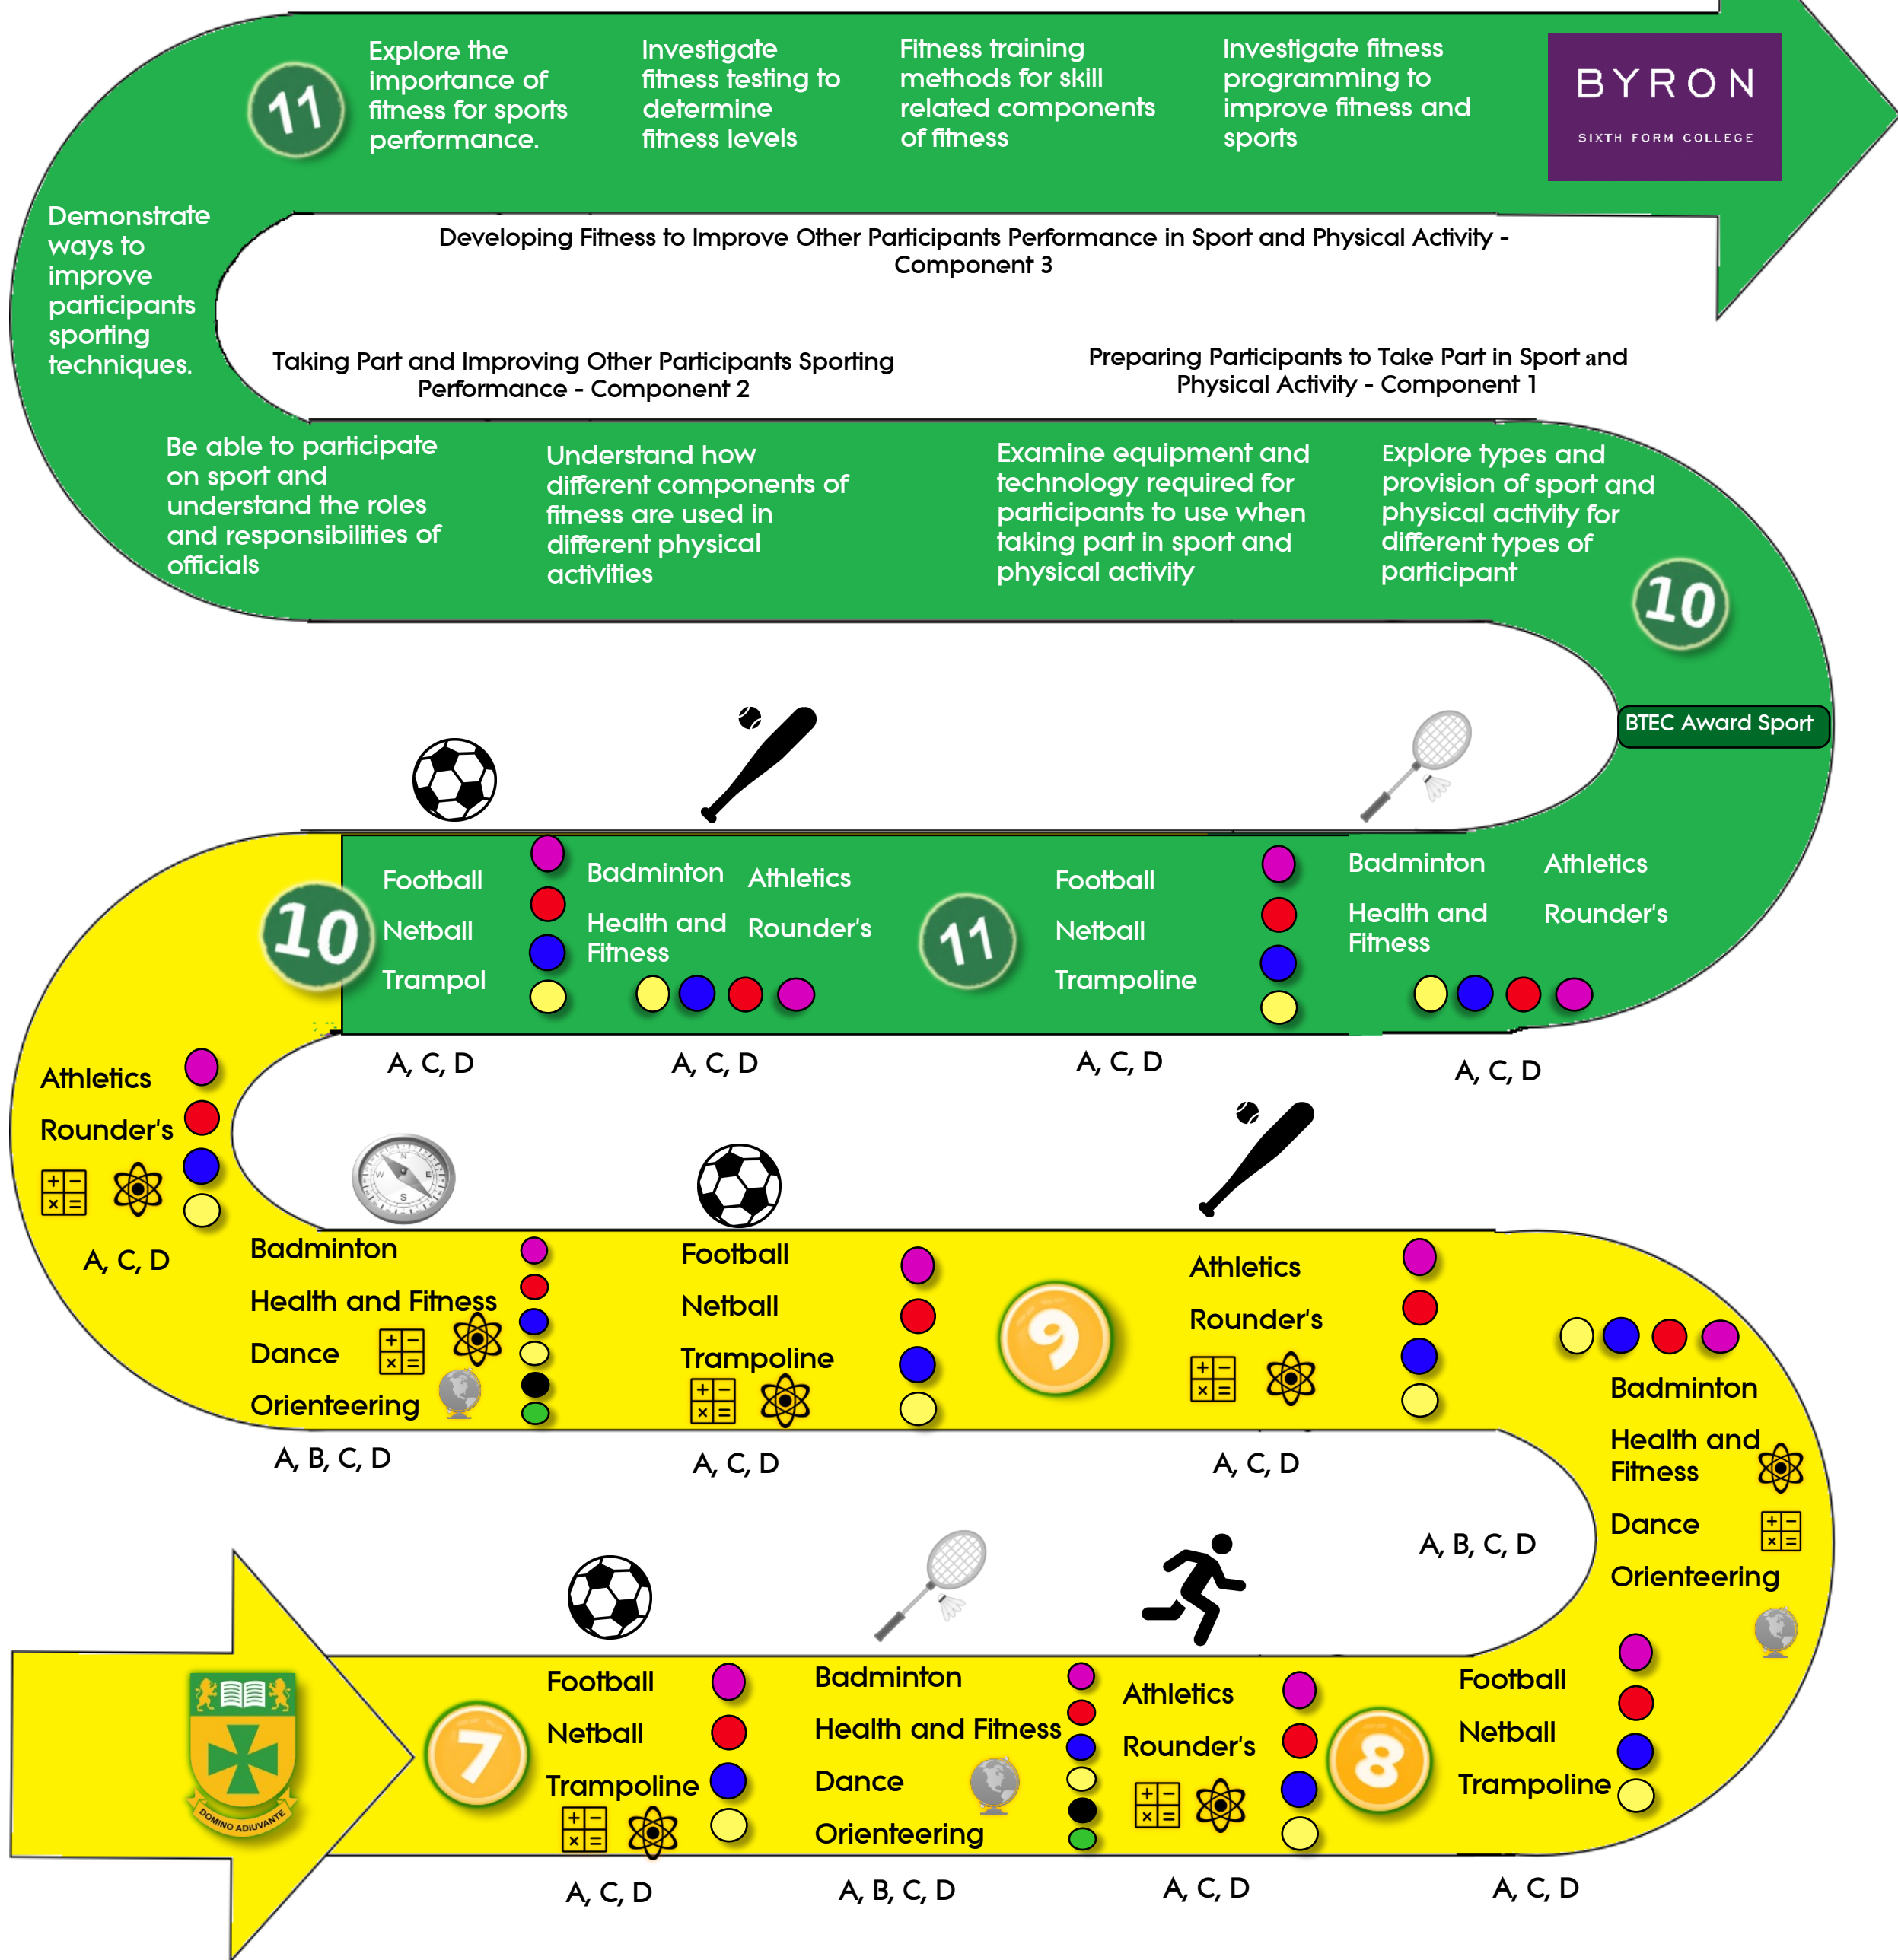 11
Explore the
importance of
fitness for sports
performance.
Investigate
fitness testing to
determine
fitness levels
Fitness training
methods for skill
related components
of fitness
Investigate fitness
programming to
improve fitness and
sports
BYRON
SIXTH FORM COLLEGE
Demonstrate
ways to
improve
participants
sporting
techniques.
Developing Fitness to Improve Other Participants Performance in Sport and Physical Activity -
Component 3
Taking Part and Improving Other Participants Sporting
Performance - Component 2
Preparing Participants to Take Part in Sport and
Physical Activity - Component 1
Be able to participate
on sport and
understand the roles
and responsibilities of
officials
Understand how
different components of
fitness are used in
different physical
activities
Examine equipment and
technology required for
participants to use when
taking part in sport and
physical activity
Explore types and
provision of sport and
physical activity for
different types of
participant
10
BTEC Award Sport
10
Football
Netball
Trampol
Badminton
Health and
Fitness
Athletics
Rounder's
11
Football
Netball
Trampoline
Badminton
Health and
Fitness
Athletics
Rounder's
A, C, D
A, C, D
A, C, D
A, C, D
Athletics
Rounder's
+ −
× =
A, C, D
N
W
E
S
Badminton
Health and Fitness
Dance
+ −
× =
Orienteering
Football
Netball
Trampoline
+ −
× =
9
Athletics
Rounder's
+ −
× =
Badminton
Health and
Fitness
Dance
+ −
× =
Orienteering
A, B, C, D
A, C, D
A, C, D
A, B, C, D
DOMINO ADIUVANTE
7
Football
Netball
Trampoline
+ −
× =
Badminton
Health and Fitness
Dance
Orienteering
Athletics
Rounder's
+ −
× =
8
Football
Netball
Trampoline
A, C, D
A, B, C, D
A, C, D
A, C, D